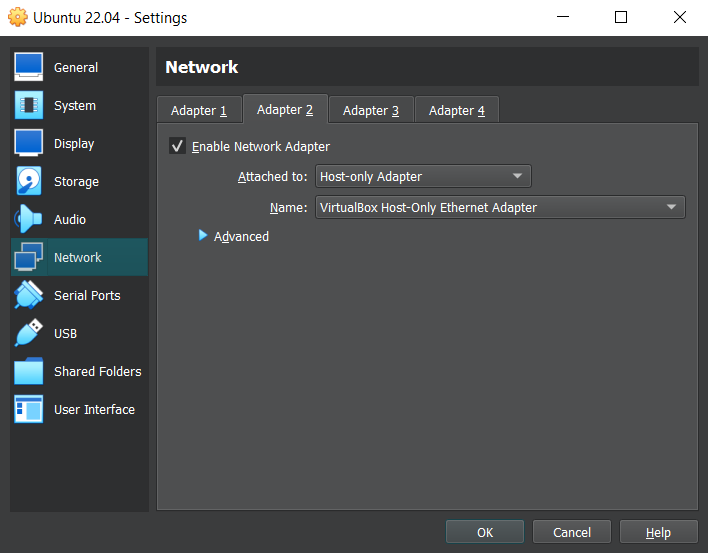 Ubuntu 22.04 - Settings
General
System
Display
Storage
Audio
Network
Serial Ports
USB
Shared Folders
User Interface
Network
Adapter 1 Adapter 2 Adapter 3 Adapter 4
Enable Network Adapter
Attached to: Host-only Adapter
Name: VirtualBox Host-Only Ethernet Adapter
Advanced
OK Cancel Help